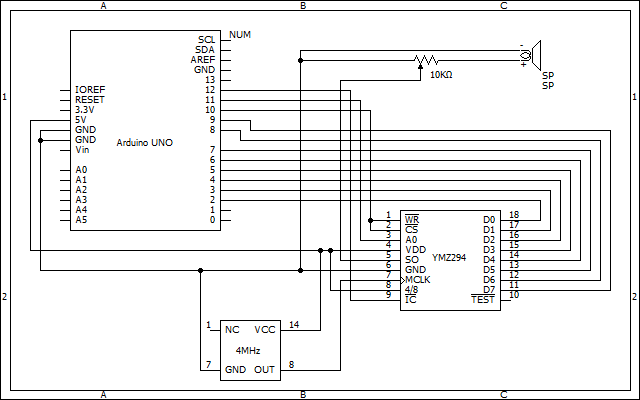 A B C
NUM
SCL
SDA
AREF
GND
13
IOREF 12
RESET 11
3.3V 10
5V 9
GND 8
GND
Vin 7
6
A0 5
A1 4
A2 3
A3 2
A4 1
A5 0
Arduino UNO
10KΩ
-
+
SP
SP
1 1
1 WR D0 18
2 CS D1 17
3 A0 D2 16
4 VDD D3 15
5 SO D4 14
6 GND D5 13
7 MCLK D6 12
8 4/8 D7 11
9 IC TEST 10
YMZ294
2 2
1 NC VCC 14
4MHz
7 GND OUT 8
A B C